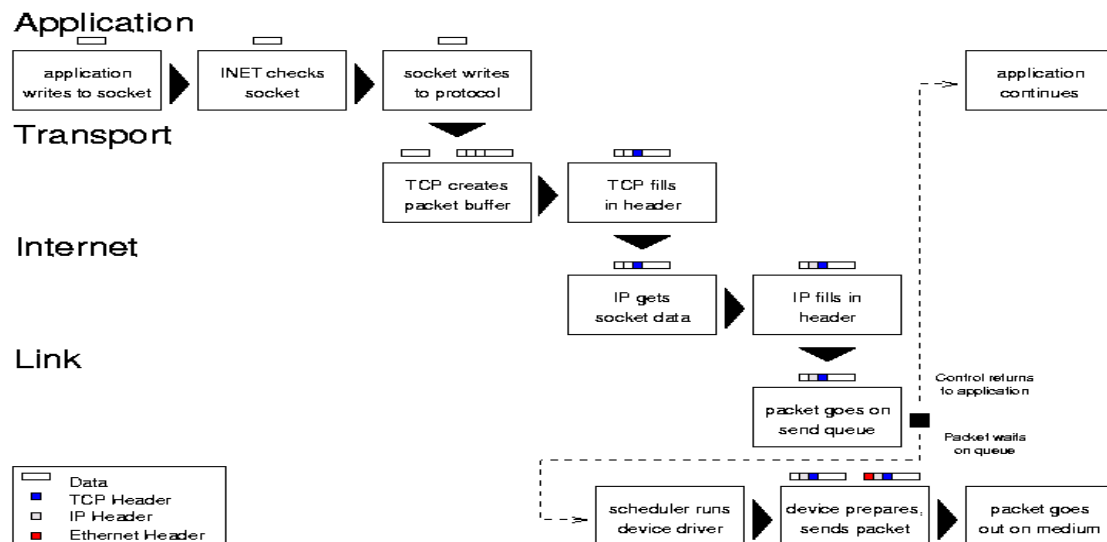 Application
application
writes to socket
INET checks
socket
socket writes
to protocol
application
continues
Transport
TCP creates
packet buffer
TCP fills
in header
Internet
IP gets
socket data
IP fills in
header
Link
packet goes on
send queue
Control returns
to application
Packet waits
on queue
Data
TCP Header
IP Header
Ethernet Header
scheduler runs
device driver
device prepares,
sends packet
packet goes
out on medium